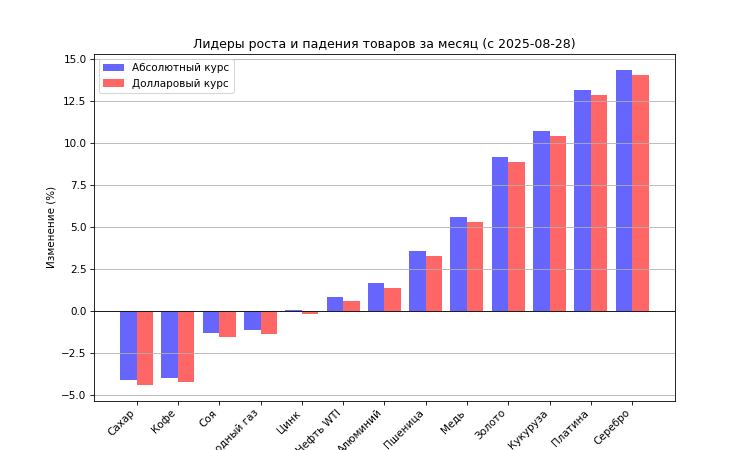 Лидеры роста и падения товаров за месяц (с 2025-08-28)
Абсолютный курс
Долларовый курс
Изменение (%)
15.0
12.5
10.0
7.5
5.0
2.5
0.0
−2.5
−5.0
Сахар
Кофе
Соя
одный газ
Цинк
Нефть WTI
Алюминий
Пшеница
Медь
Золото
Кукуруза
Платина
Серебро